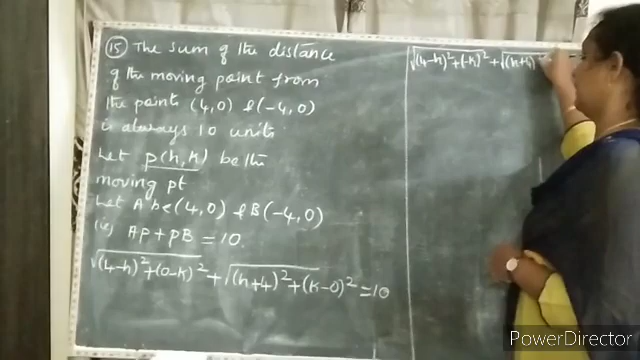 (15) The sum of the distance
of the moving point from
the points (4,0) & (-4,0)
is always 10 units
Let p(h,k) be the
moving pt
Let A be (4,0) & B(-4,0)
(ie) AP + PB = 10.
√(4-h)²+(0-k)² + √(h+4)²+(k-0)² = 10
√(4-h)²+(-k)² + √(h+4)²
PowerDirector